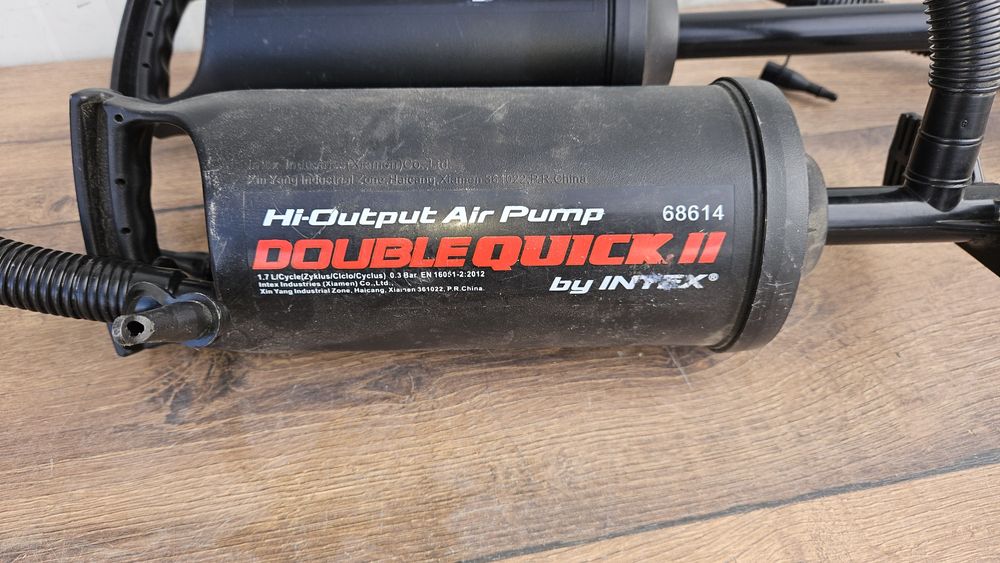 Intex Industries(Xiamen)Co.,Ltd.
Xin Yang Industrial Zone,Haicang,Xiamen 361022,P.R.China
Hi-Output Air Pump 68614
DOUBLE QUICK II
1.7 L/Cycle(Zyklus/Ciclo/Cyclus) 0.3 Bar EN 16051-2:2012
Intex Industries (Xiamen) Co., Ltd.
Xin Yang Industrial Zone, Haicang, Xiamen 361022, P.R.China.
by INTEX®